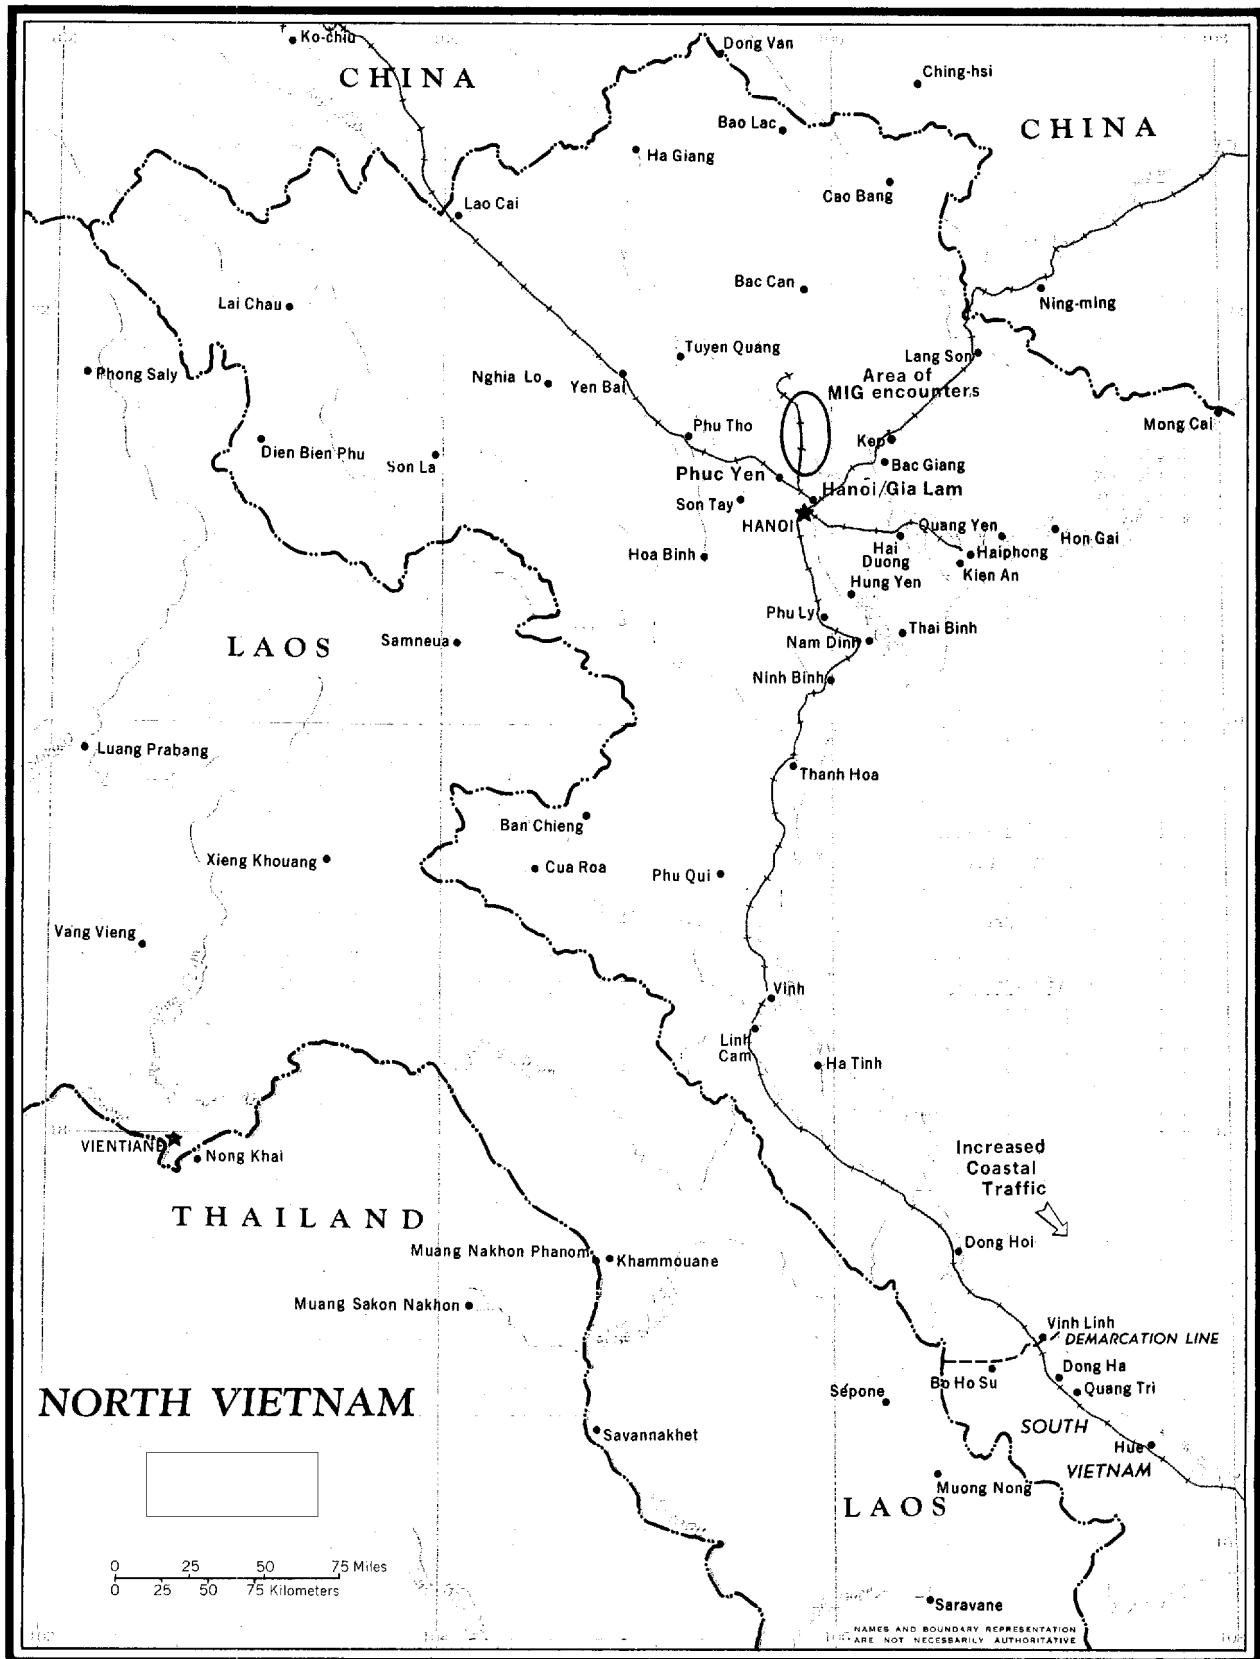 Ko-chiu
CHINA
Dong Van
Ching-hsi
Bao Lac
CHINA
Ha Giang
Cao Bang
Lao Cai
Bac Can
Ning-ming
Lai Chau
Tuyen Quang
Lang Son
Phong Saly
Nghia Lo
Yen Bai
Area of
MIG encounters
Mong Cai
Phu Tho
Kep
Dien Bien Phu
Son La
Bac Giang
Phuc Yen
Hanoi/Gia Lam
Son Tay
HANOI
Quang Yen
Hon Gai
Hai
Duong
Haiphong
Hoa Binh
Kien An
Hung Yen
Phu Ly
Thai Binh
LAOS
Samneua
Nam Dinh
Ninh Binh
Luang Prabang
Thanh Hoa
Ban Chieng
Xieng Khouang
Cua Roa
Phu Qui
Vang Vieng
Vinh
Linh
Cam
Ha Tinh
VIENTIANE
Nong Khai
Increased
Coastal
Traffic
THAILAND
Dong Hoi
Muang Nakhon Phanom
Khammouane
Muang Sakon Nakhon
Vinh Linh
DEMARCATION LINE
Dong Ha
Bo Ho Su
Quang Tri
Sepone
NORTH VIETNAM
SOUTH
VIETNAM
Hue
Savannakhet
Muong Nong
LAOS
0 25 50 75 Miles
0 25 50 75 Kilometers
Saravane
NAMES AND BOUNDARY REPRESENTATION
ARE NOT NECESSARILY AUTHORITATIVE